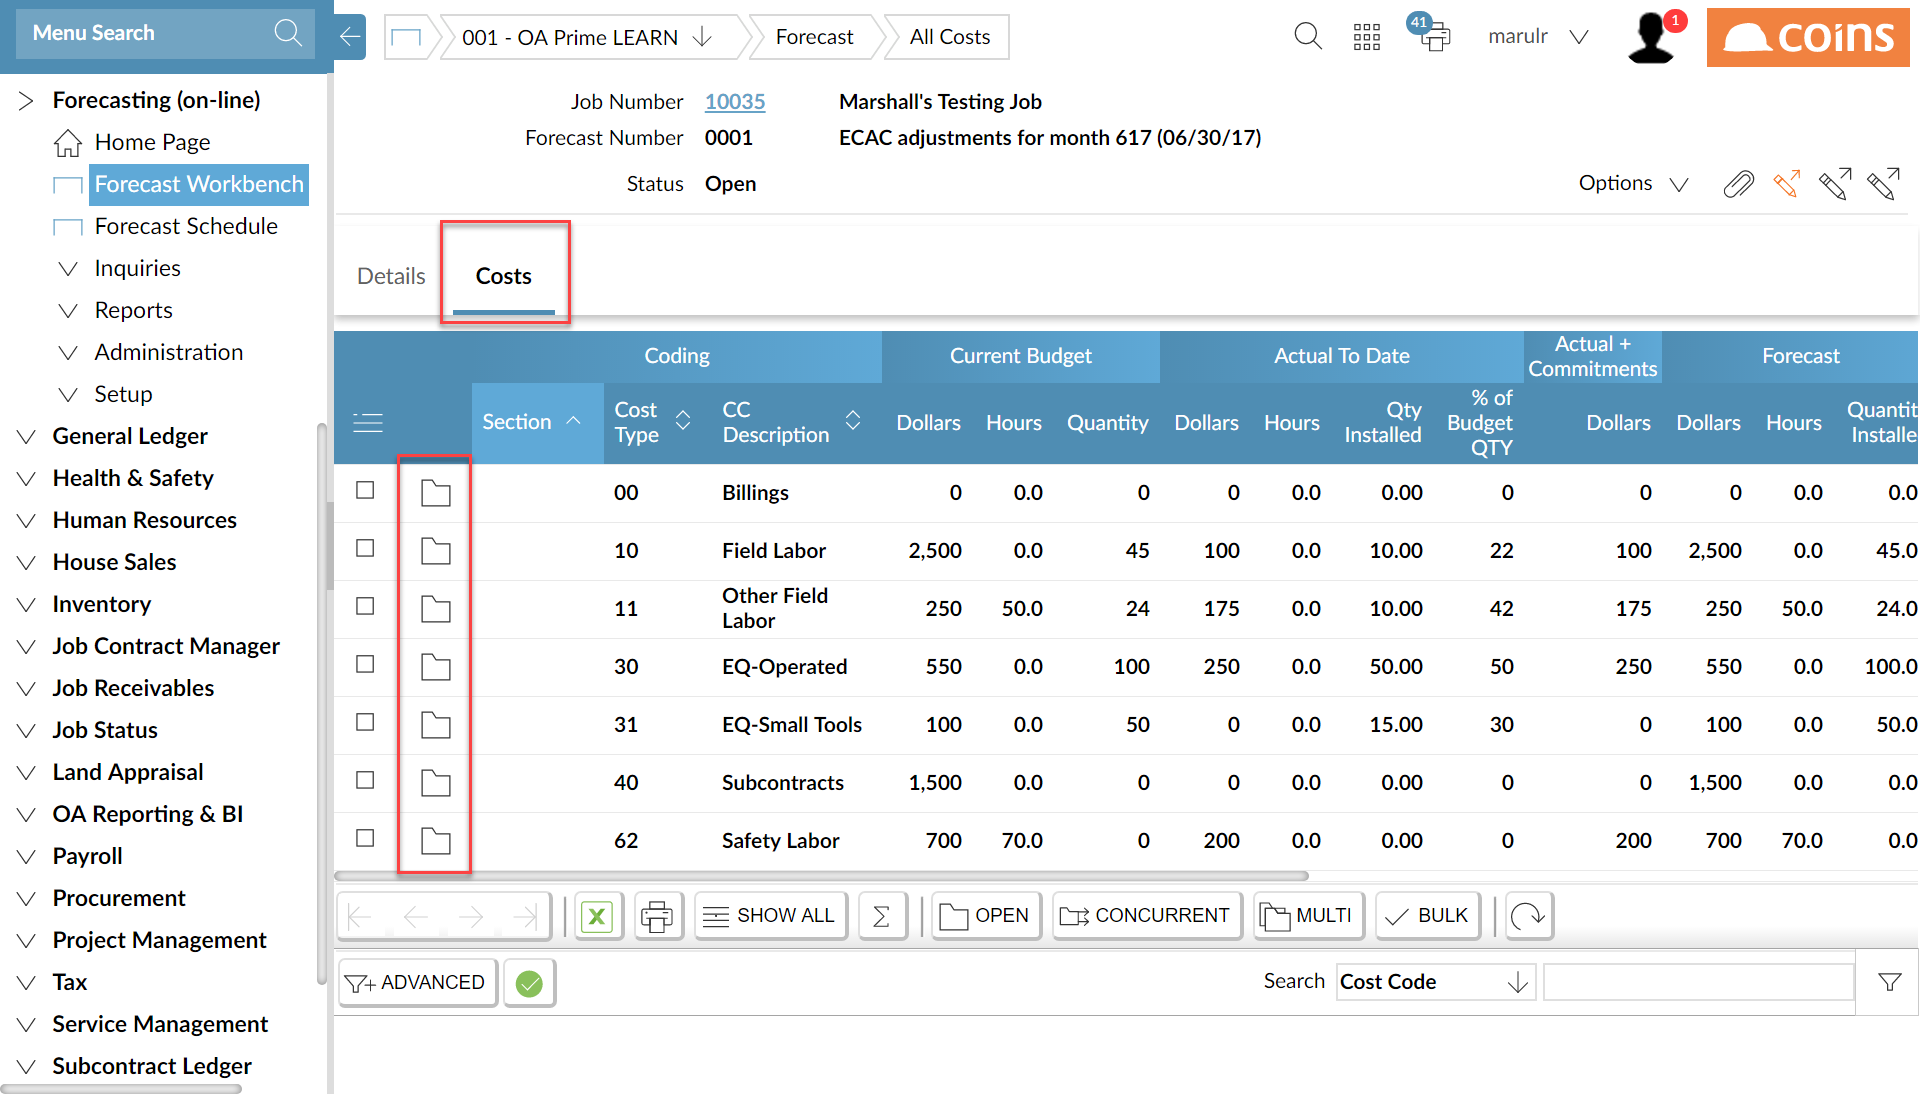 Menu Search
001 - OA Prime LEARN
Forecast
All Costs
41
marulr
1
coins
Forecasting (on-line)
Home Page
Forecast Workbench
Forecast Schedule
Inquiries
Reports
Administration
Setup
General Ledger
Health & Safety
Human Resources
House Sales
Inventory
Job Contract Manager
Job Receivables
Job Status
Land Appraisal
OA Reporting & BI
Payroll
Procurement
Project Management
Tax
Service Management
Subcontract Ledger
Job Number 10035 Marshall's Testing Job
Forecast Number 0001 ECAC adjustments for month 617 (06/30/17)
Status Open
Options
Details Costs
Coding Current Budget Actual To Date Actual + Commitments Forecast
Section Cost Type CC Description Dollars Hours Quantity Dollars Hours Qty Installed % of Budget QTY Dollars Dollars Hours Quantit Installe
00 Billings 0 0.0 0 0 0.0 0.00 0 0 0 0.0 0.0
10 Field Labor 2,500 0.0 45 100 0.0 10.00 22 100 2,500 0.0 45.0
11 Other Field Labor 250 50.0 24 175 0.0 10.00 42 175 250 50.0 24.0
30 EQ-Operated 550 0.0 100 250 0.0 50.00 50 250 550 0.0 100.0
31 EQ-Small Tools 100 0.0 50 0 0.0 15.00 30 0 100 0.0 50.0
40 Subcontracts 1,500 0.0 0 0 0.0 0.00 0 0 1,500 0.0 0.0
62 Safety Labor 700 70.0 0 200 0.0 0.00 0 200 700 70.0 0.0
X SHOW ALL Σ OPEN CONCURRENT MULTI BULK
ADVANCED
Search Cost Code